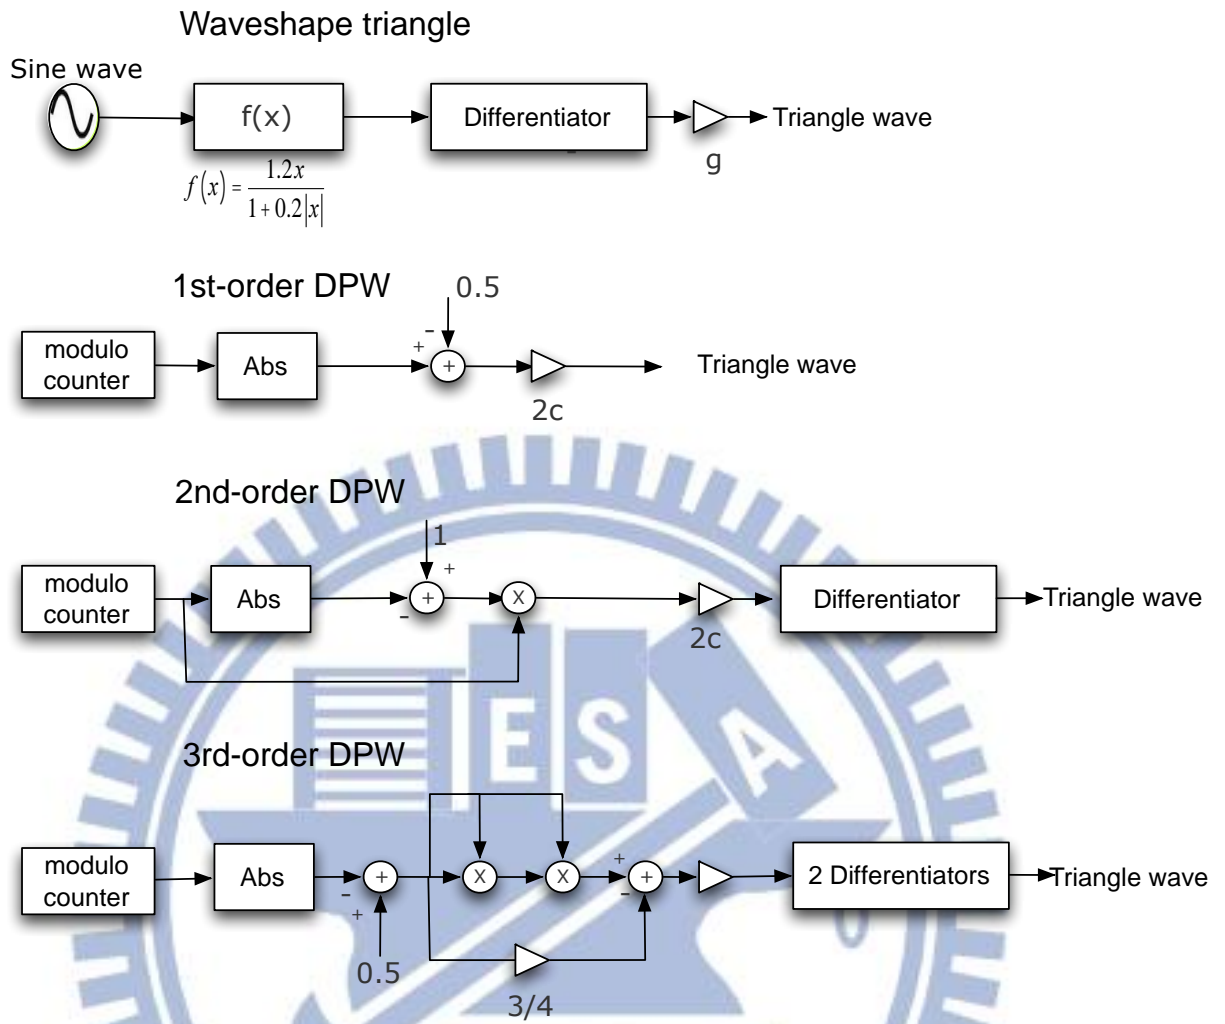 Waveshape triangle
Sine wave
f(x)
Differentiator
Triangle wave
g
f(x) = 1.2x / 1+0.2|x|
1st-order DPW
0.5
-
+
modulo
counter
Abs
+
Triangle wave
2c
2nd-order DPW
1
+
modulo
counter
Abs
+
X
Differentiator
Triangle wave
-
2c
ESA
3rd-order DPW
modulo
counter
Abs
+
X
X
+
+
2 Differentiators
Triangle wave
-
+
-
0.5
3/4